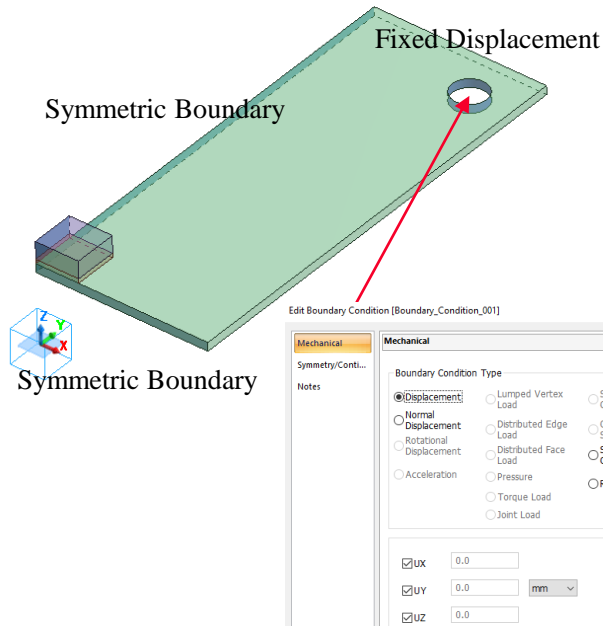 Fixed Displacement
Symmetric Boundary
Z
Y
X
Symmetric Boundary
Edit Boundary Condition [Boundary_Condition_001]
Mechanical
Symmetry/Conti...
Notes
Mechanical
Boundary Condition Type
Displacement
Normal
Displacement
Rotational
Displacement
Acceleration
Lumped Vertex
Load
Distributed Edge
Load
Distributed Face
Load
Pressure
Torque Load
Joint Load
UX 0.0
UY 0.0 mm
UZ 0.0